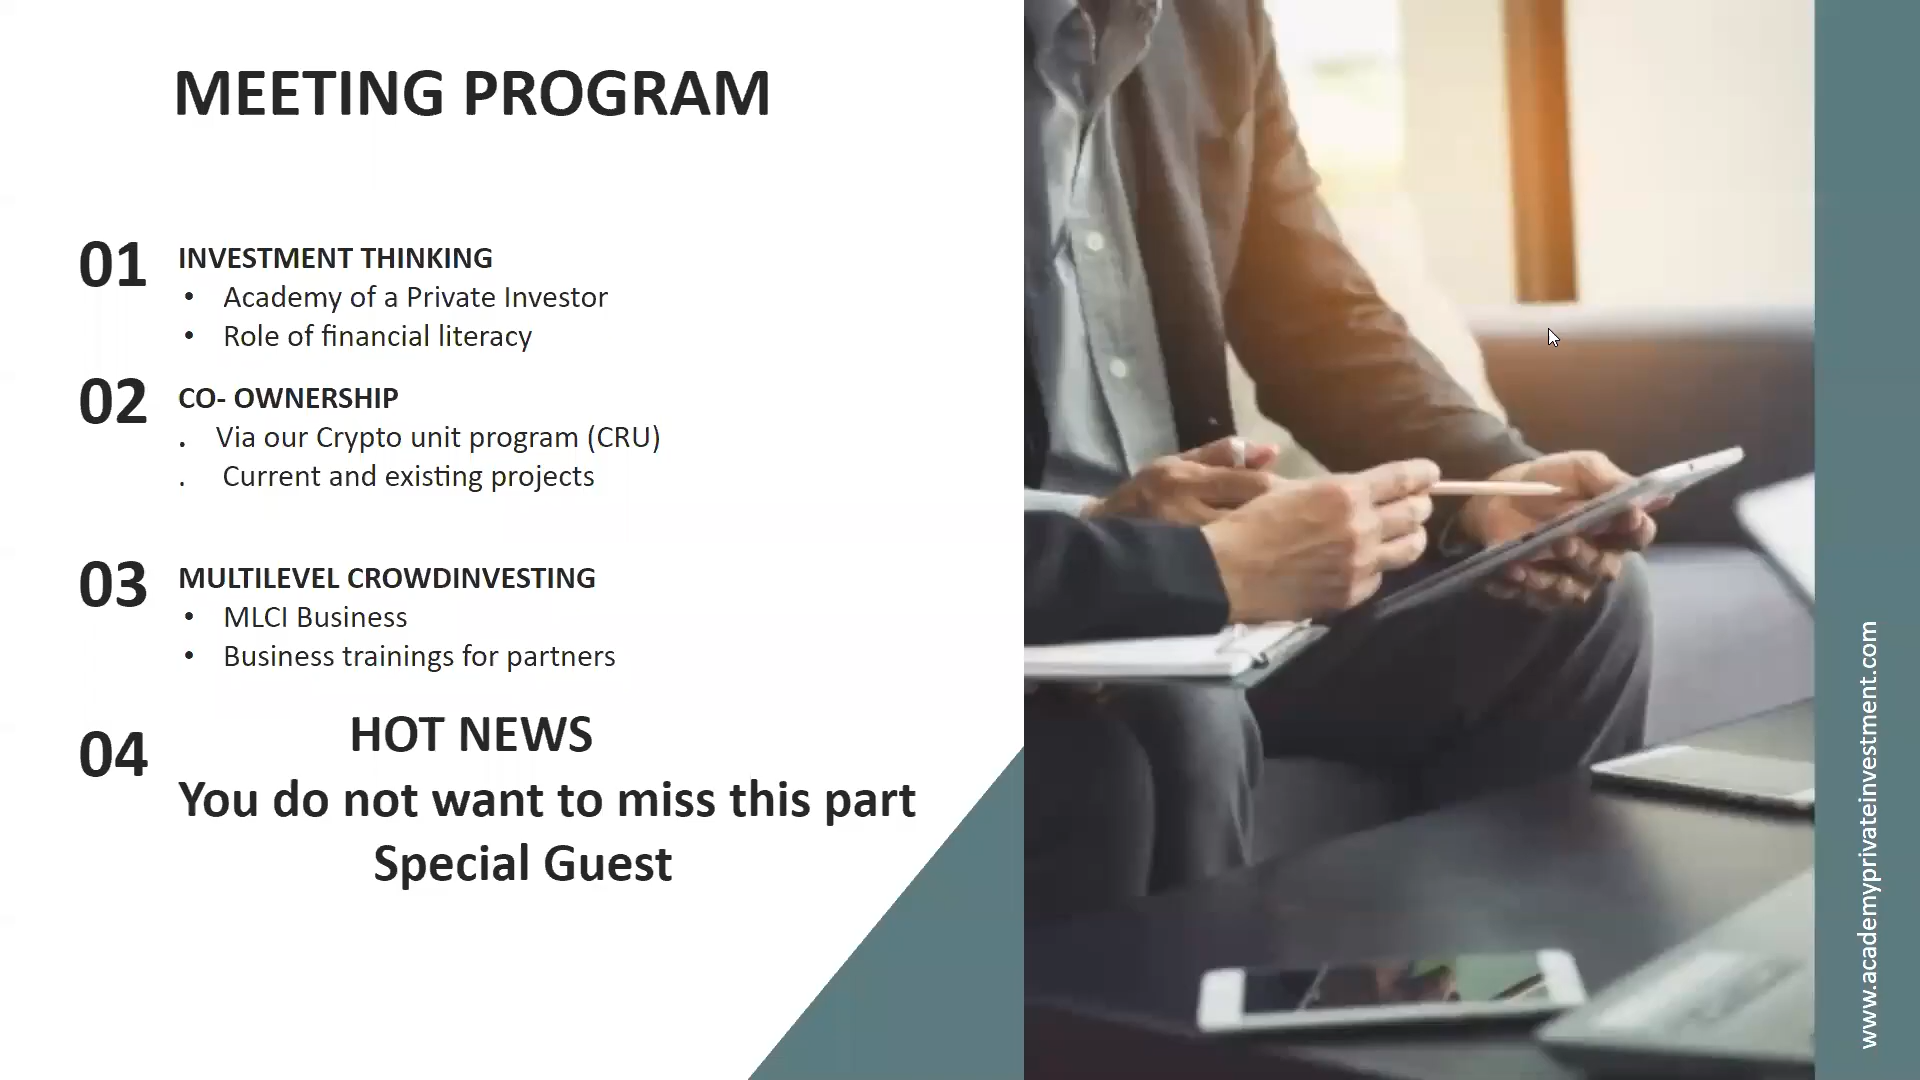 MEETING PROGRAM
01
INVESTMENT THINKING
• Academy of a Private Investor
• Role of financial literacy
02
CO- OWNERSHIP
. Via our Crypto unit program (CRU)
. Current and existing projects
03
MULTILEVEL CROWDINVESTING
• MLCI Business
• Business trainings for partners
04
HOT NEWS
You do not want to miss this part
Special Guest
www.academyprivateinvestment.com